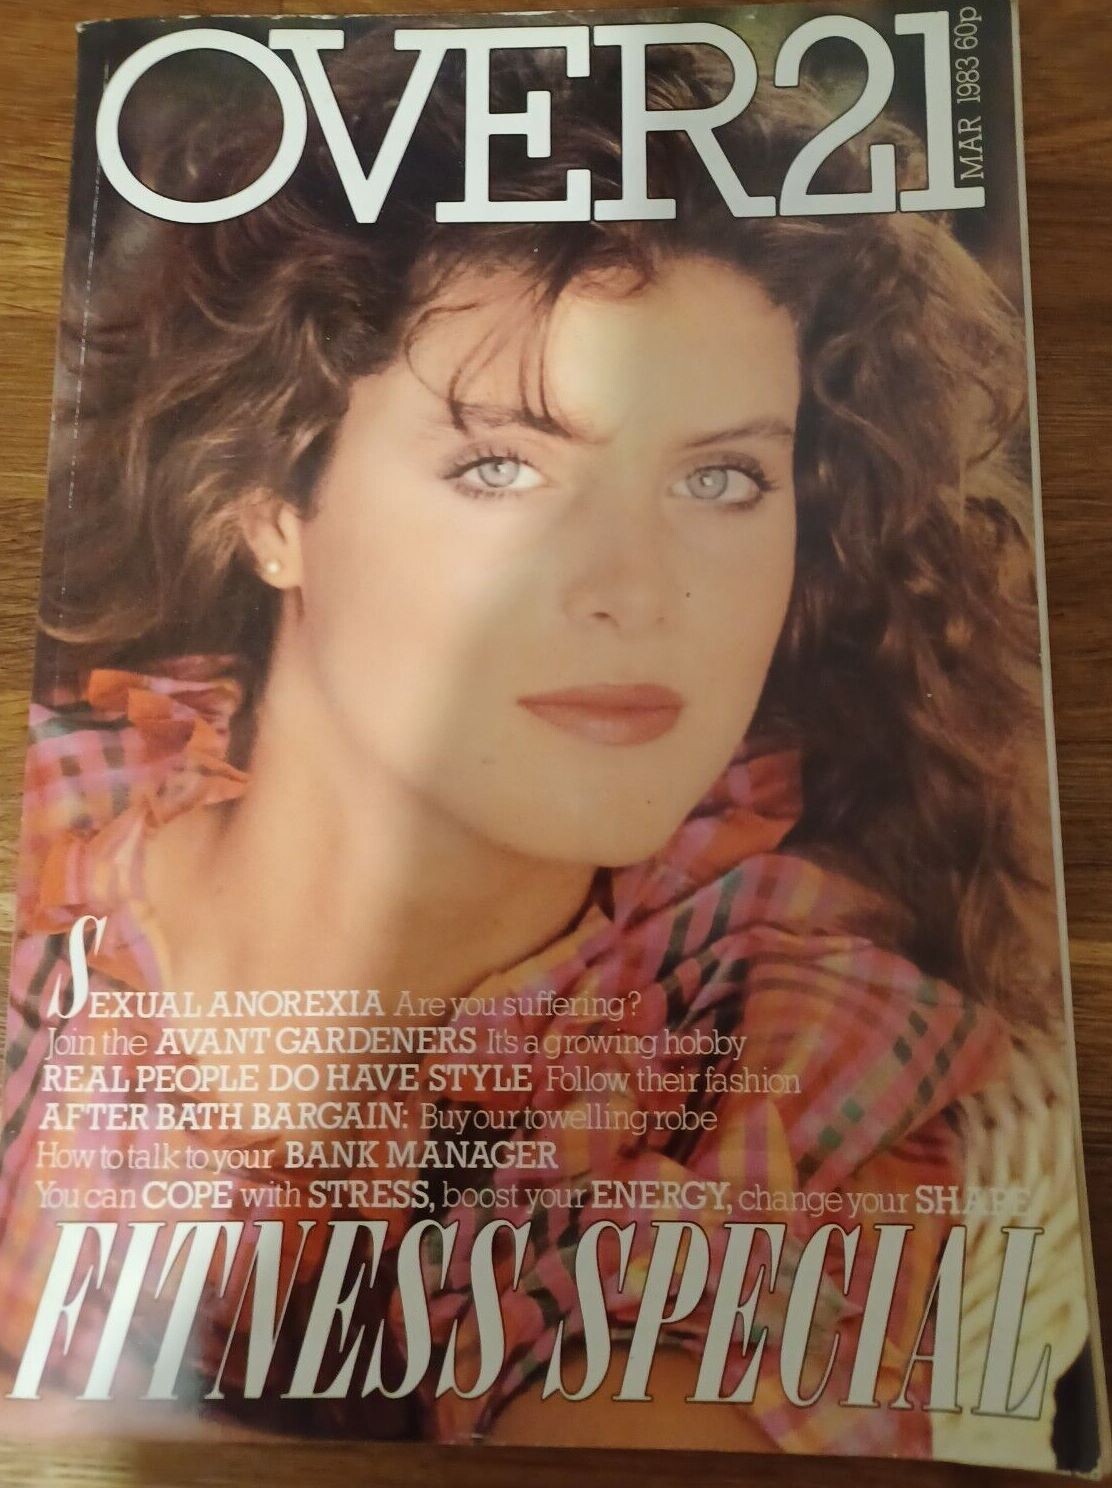 OVER21
MAR 1983 60p
SEXUAL ANOREXIA Are you suffering?
Join the AVANT GARDENERS It's a growing hobby
REAL PEOPLE DO HAVE STYLE Follow their fashion
AFTER BATH BARGAIN: Buy our towelling robe
How to talk to your BANK MANAGER
You can COPE with STRESS, boost your ENERGY, change your SHAPE
FITNESS SPECIAL